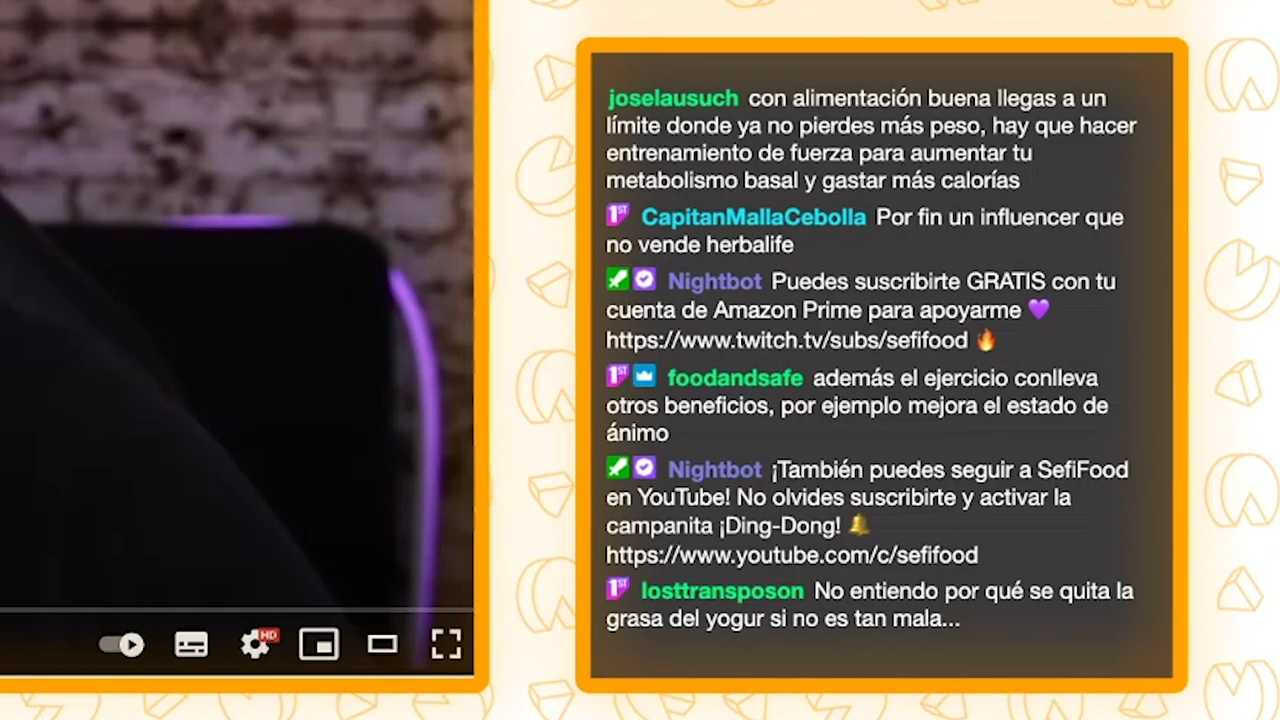 joselausuch con alimentación buena llegas a un
límite donde ya no pierdes más peso, hay que hacer
entrenamiento de fuerza para aumentar tu
metabolismo basal y gastar más calorías
1ST CapitanMallaCebolla Por fin un influencer que
no vende herbalife
Nightbot Puedes suscribirte GRATIS con tu
cuenta de Amazon Prime para apoyarme 💜
https://www.twitch.tv/subs/sefifood 🔥
1ST foodandsafe además el ejercicio conlleva
otros beneficios, por ejemplo mejora el estado de
ánimo
Nightbot ¡También puedes seguir a SefiFood
en YouTube! No olvides suscribirte y activar la
campanita ¡Ding-Dong! 🔔
https://www.youtube.com/c/sefifood
1ST losttransposon No entiendo por qué se quita la
grasa del yogur si no es tan mala...
HD